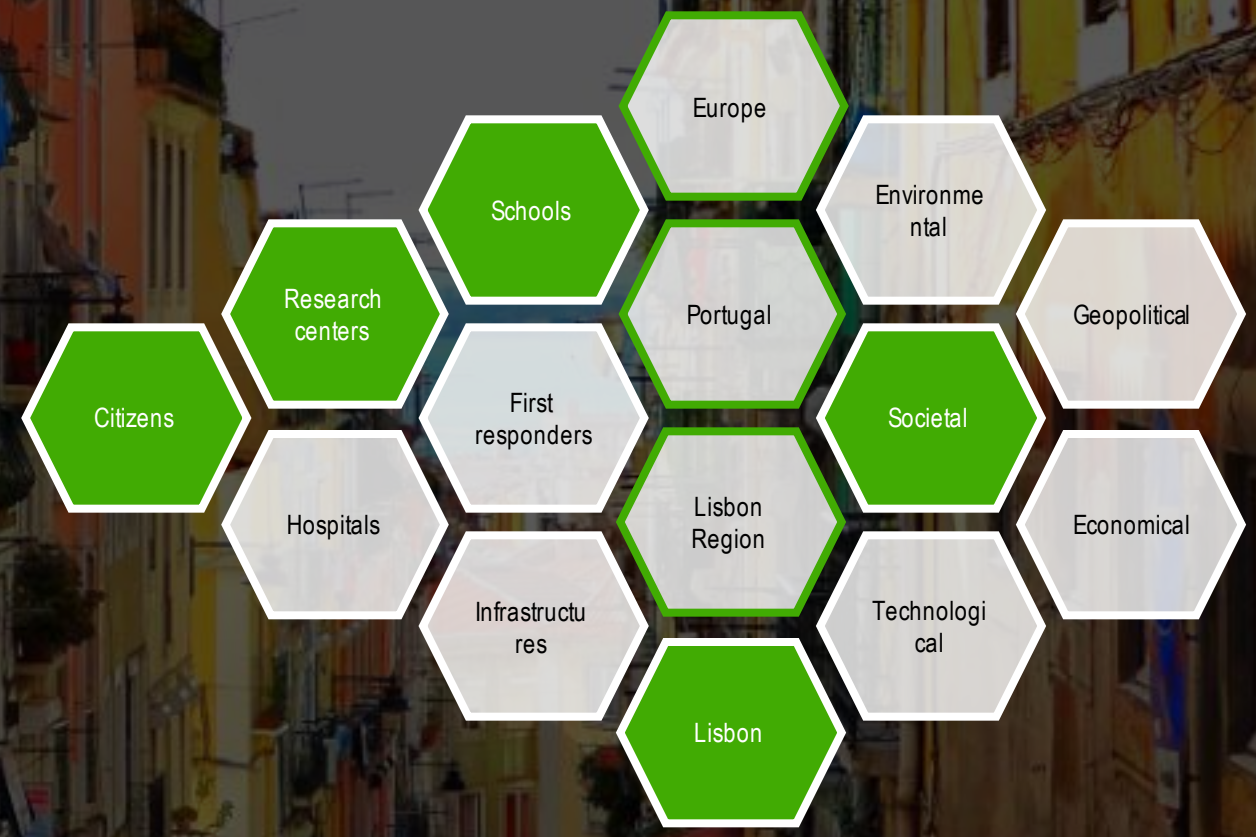 Europe
Schools
Environme
ntal
Research
centers
Portugal
Geopolitical
Citizens
First
responders
Societal
Hospitals
Lisbon
Region
Economical
Infrastructu
res
Technologi
cal
Lisbon